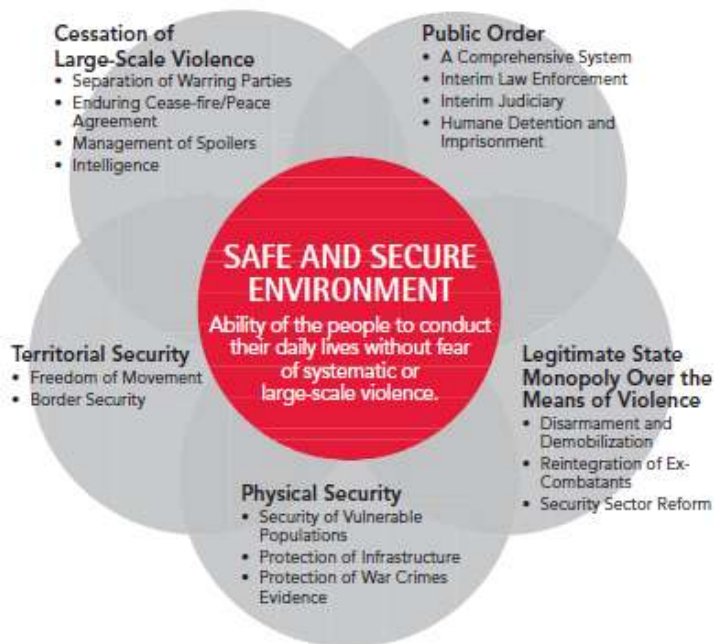 Cessation of
Large-Scale Violence
• Separation of Warring Parties
• Enduring Cease-fire/Peace
Agreement
• Management of Spoilers
• Intelligence
Public Order
• A Comprehensive System
• Interim Law Enforcement
• Interim Judiciary
• Humane Detention and
Imprisonment
SAFE AND SECURE
ENVIRONMENT
Ability of the people to conduct
their daily lives without fear
of systematic or
large-scale violence.
Territorial Security
• Freedom of Movement
• Border Security
Legitimate State
Monopoly Over the
Means of Violence
• Disarmament and
Demobilization
• Reintegration of Ex-
Combatants
• Security Sector Reform
Physical Security
• Security of Vulnerable
Populations
• Protection of Infrastructure
• Protection of War Crimes
Evidence